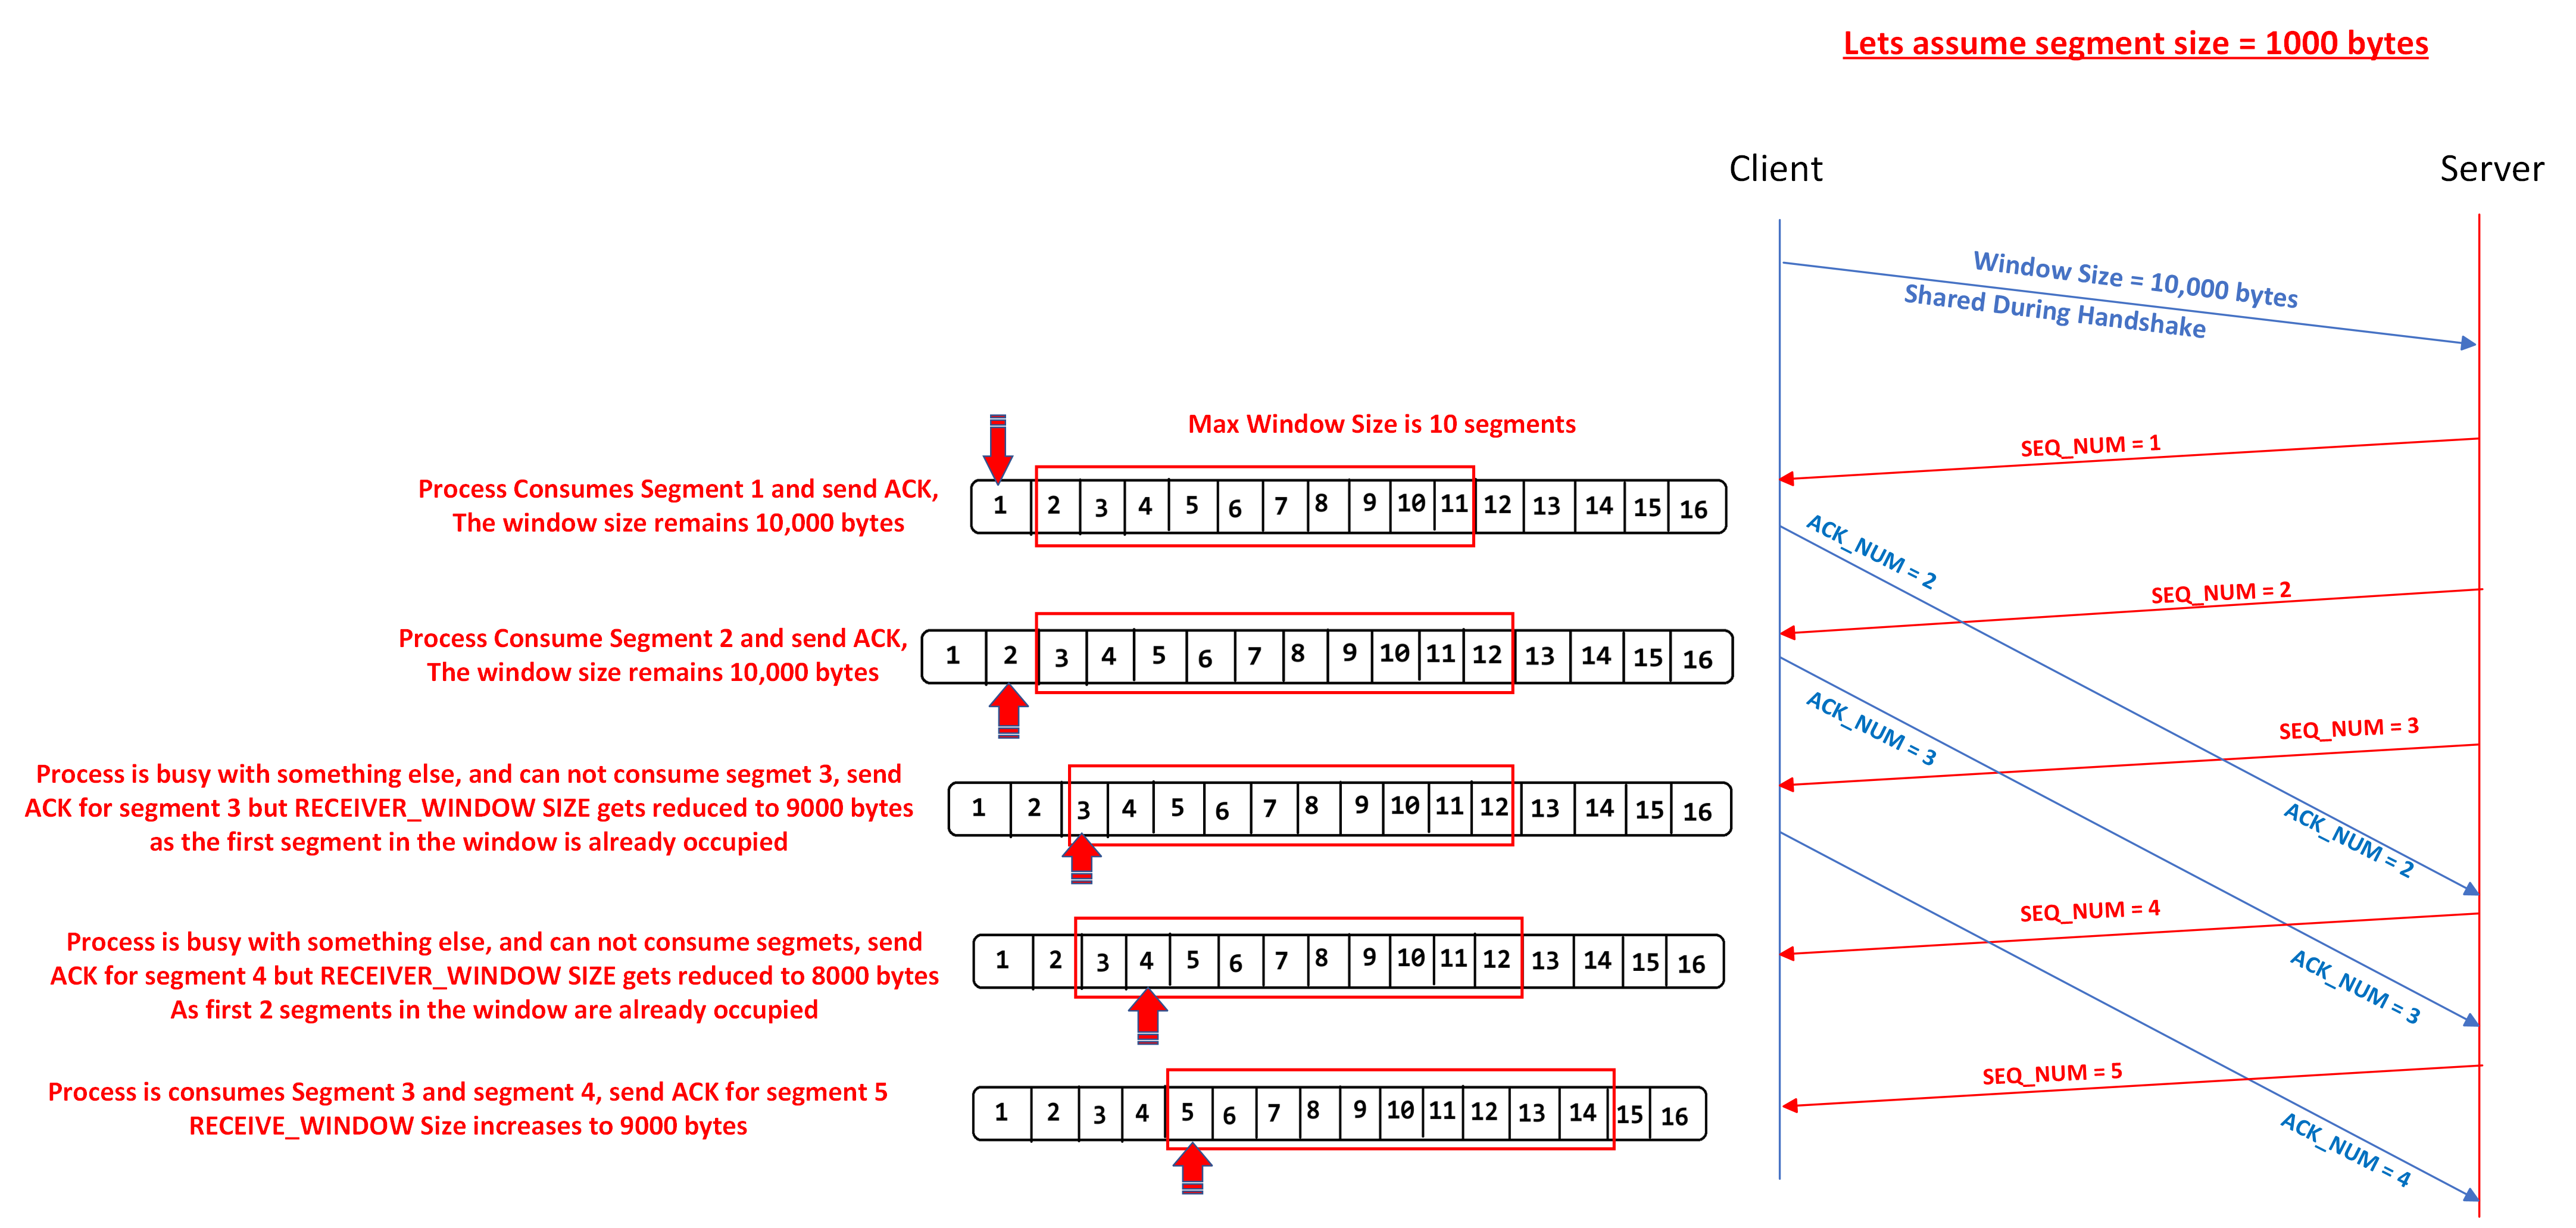 Lets assume segment size = 1000 bytes
Client
Server
Window Size = 10,000 bytes
Shared During Handshake
Max Window Size is 10 segments
SEQ_NUM = 1
Process Consumes Segment 1 and send ACK,
The window size remains 10,000 bytes
1 2 3 4 5 6 7 8 9 10 11 12 13 14 15 16
ACK_NUM = 2
SEQ_NUM = 2
Process Consume Segment 2 and send ACK,
The window size remains 10,000 bytes
1 2 3 4 5 6 7 8 9 10 11 12 13 14 15 16
ACK_NUM = 3
SEQ_NUM = 3
Process is busy with something else, and can not consume segmet 3, send
ACK for segment 3 but RECEIVER_WINDOW SIZE gets reduced to 9000 bytes
as the first segment in the window is already occupied
1 2 3 4 5 6 7 8 9 10 11 12 13 14 15 16
ACK_NUM = 2
SEQ_NUM = 4
Process is busy with something else, and can not consume segmets, send
ACK for segment 4 but RECEIVER_WINDOW SIZE gets reduced to 8000 bytes
As first 2 segments in the window are already occupied
1 2 3 4 5 6 7 8 9 10 11 12 13 14 15 16
ACK_NUM = 3
SEQ_NUM = 5
Process is consumes Segment 3 and segment 4, send ACK for segment 5
RECEIVE_WINDOW Size increases to 9000 bytes
1 2 3 4 5 6 7 8 9 10 11 12 13 14 15 16
ACK_NUM = 4